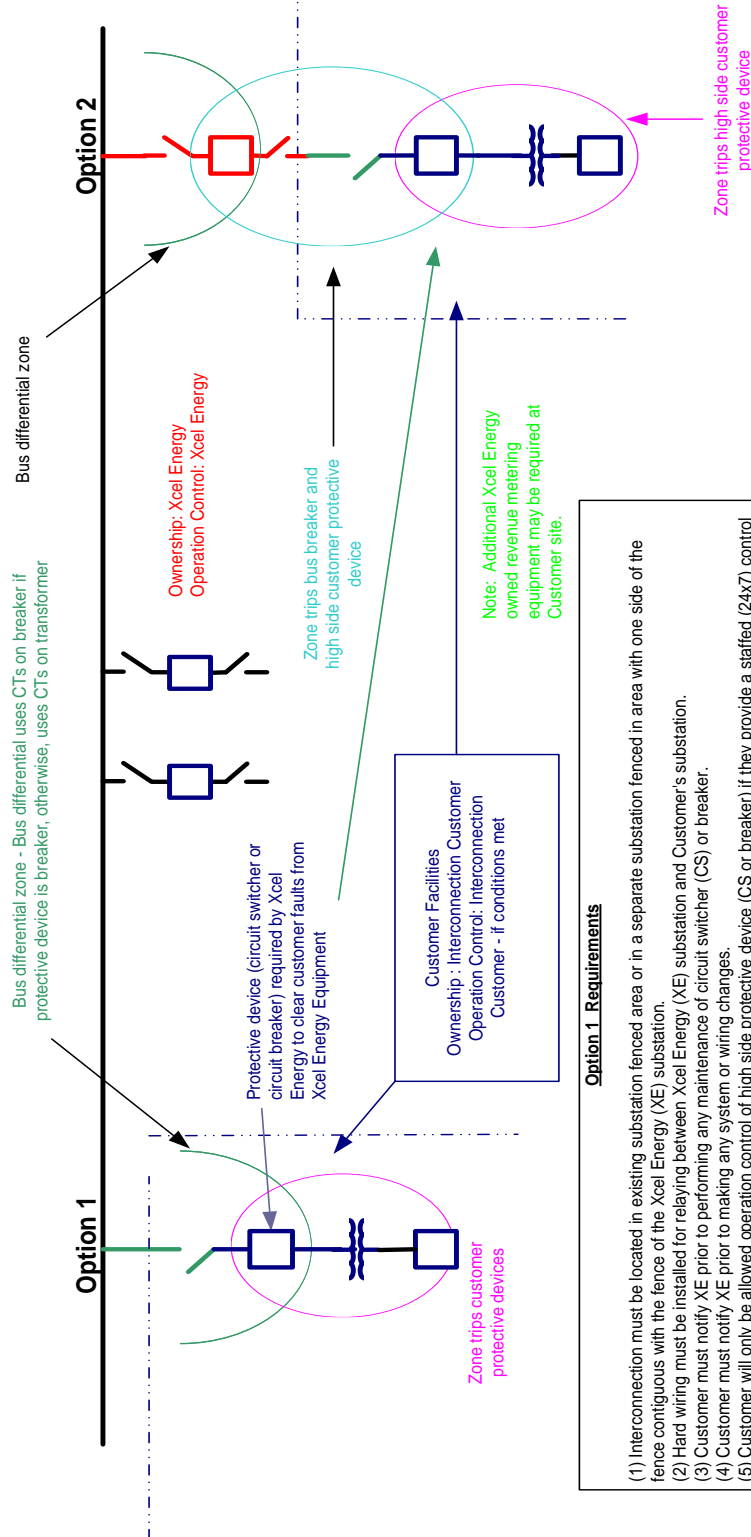 Option 1
Option 2
Bus differential zone - Bus differential uses CTs on breaker if
protective device is breaker, otherwise, uses CTs on transformer
Bus differential zone
Ownership: Xcel Energy
Operation Control: Xcel Energy
Protective device (circuit switcher or
circuit breaker) required by Xcel
Energy to clear customer faults from
Xcel Energy Equipment
Zone trips bus breaker and
high side customer protective
device
Zone trips customer
protective devices
Customer Facilities
Ownership : Interconnection Customer
Operation Control: Interconnection
Customer - if conditions met
Note: Additional Xcel Energy
owned revenue metering
equipment may be required at
Customer site.
Zone trips high side customer
protective device
Option 1 Requirements
(1) Interconnection must be located in existing substation fenced area or in a separate substation fenced in area with one side of the
fence contiguous with the fence of the Xcel Energy (XE) substation.
(2) Hard wiring must be installed for relaying between Xcel Energy (XE) substation and Customer's substation.
(3) Customer must notify XE prior to performing any maintenance of circuit switcher (CS) or breaker.
(4) Customer must notify XE prior to making any system or wiring changes.
(5) Customer will only be allowed operation control of high side protective device (CS or breaker) if they provide a staffed (24x7) control